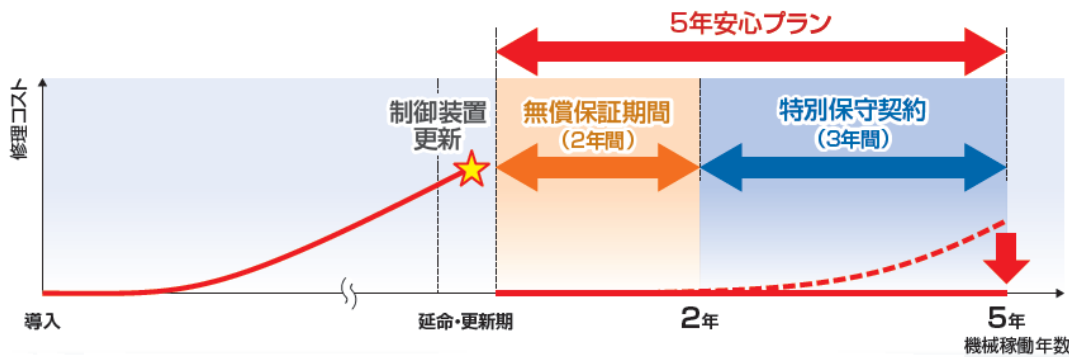 5年安心プラン
修理コスト
制御装置
更新
無償保証期間
（2年間）
特別保守契約
（3年間）
導入
延命・更新期
2年
5年
機械稼働年数